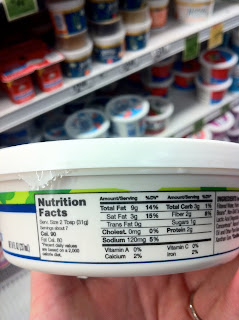 Nutrition
Facts
Serv. Size 2 Tbsp (31g)
Servings about 7
Cal. 90
Fat Cal. 80
*Percent daily values
are based on a 2,000
calorie diet.
Amount/Serving %DV*
Total Fat 9g 14%
Sat Fat 3g 15%
Trans Fat 0g
Cholest. 0mg 0%
Sodium 120mg 5%
Vitamin A 0%
Calcium 2%
Amount/Serving %DV*
Total Carb 3g 1%
Fiber 2g 8%
Sugars 1g
Protein 2g
Vitamin C 0%
Iron 2%